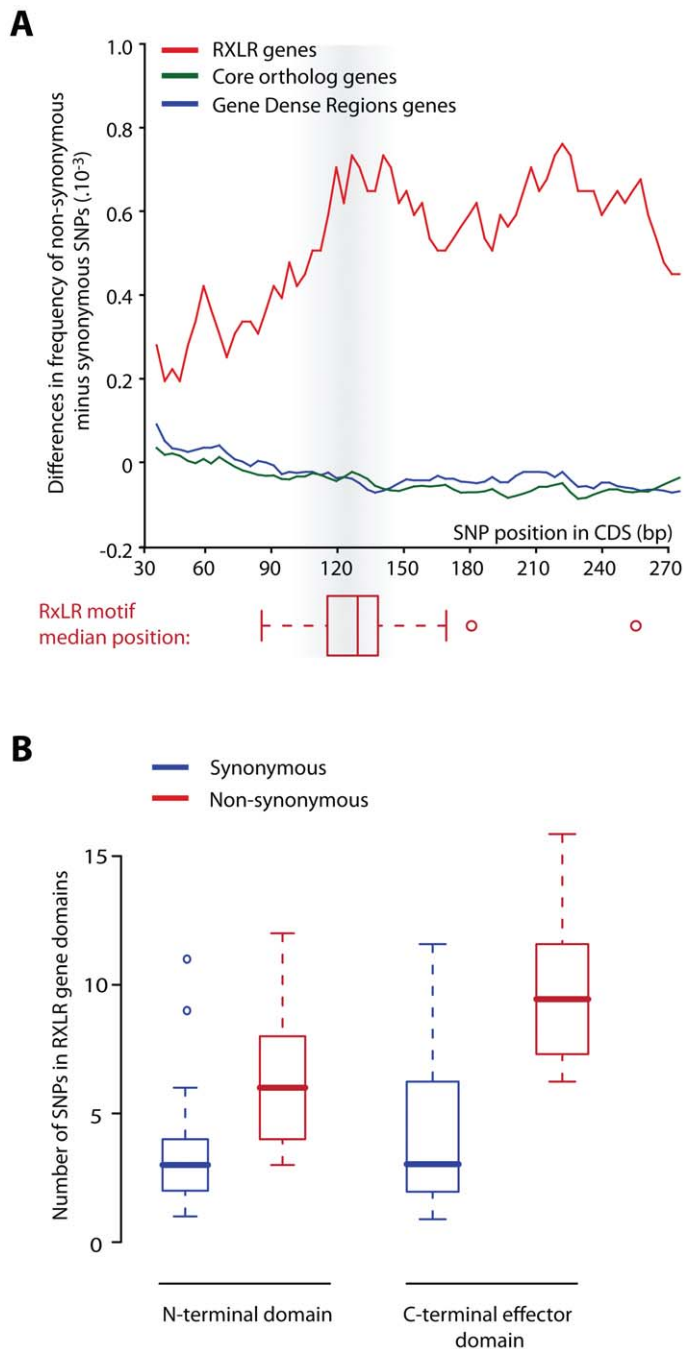 A
Differences in frequency of non-synonymous
minus synonymous SNPs (.10-3)
1.0
0.8
0.6
0.4
0.2
0
-0.2
RXLR genes
Core ortholog genes
Gene Dense Regions genes
SNP position in CDS (bp)
30 60 90 120 150 180 210 240 270
RxLR motif
median position:
B
Synonymous
Non-synonymous
Number of SNPs in RXLR gene domains
15
10
5
0
N-terminal domain
C-terminal effector
domain